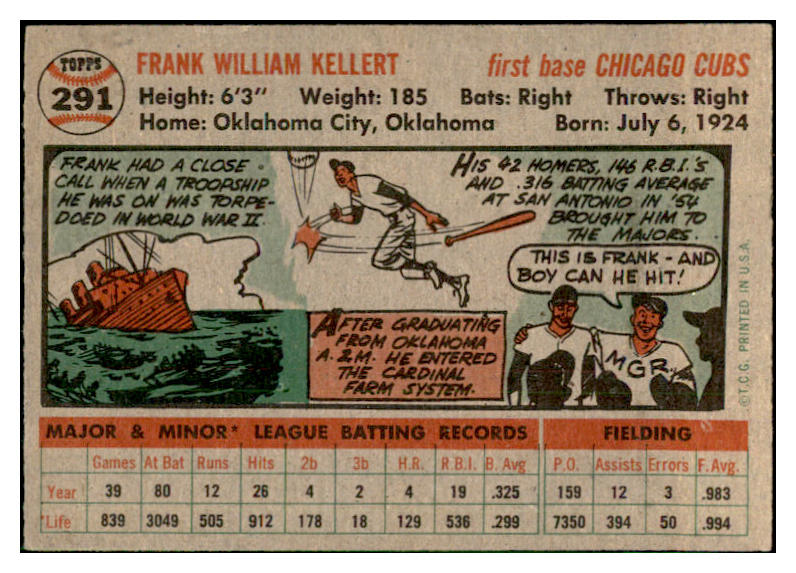 TOPPS
291
FRANK WILLIAM KELLERT first base CHICAGO CUBS
Height: 6'3" Weight: 185 Bats: Right Throws: Right
Home: Oklahoma City, Oklahoma Born: July 6, 1924
FRANK HAD A CLOSE
CALL WHEN A TROOPSHIP
HE WAS ON WAS TORPE-
DOED IN WORLD WAR II.
HIS 42 HOMERS, 146 R.B.I.'S
AND .316 BATTING AVERAGE
AT SAN ANTONIO IN '54
BROUGHT HIM TO
THE MAJORS.
THIS IS FRANK - AND
BOY CAN HE HIT!
AFTER GRADUATING
FROM OKLAHOMA
A. & M. HE ENTERED
THE CARDINAL
FARM SYSTEM.
MGR.
© T.C.G. PRINTED IN U.S.A.
MAJOR & MINOR* LEAGUE BATTING RECORDS FIELDING
Games At Bat Runs Hits 2b 3b H.R. R.B.I. B. Avg P.O. Assists Errors F. Avg.
Year 39 80 12 26 4 2 4 19 .325 159 12 3 .983
*Life 839 3049 505 912 178 18 129 536 .299 7350 394 50 .994